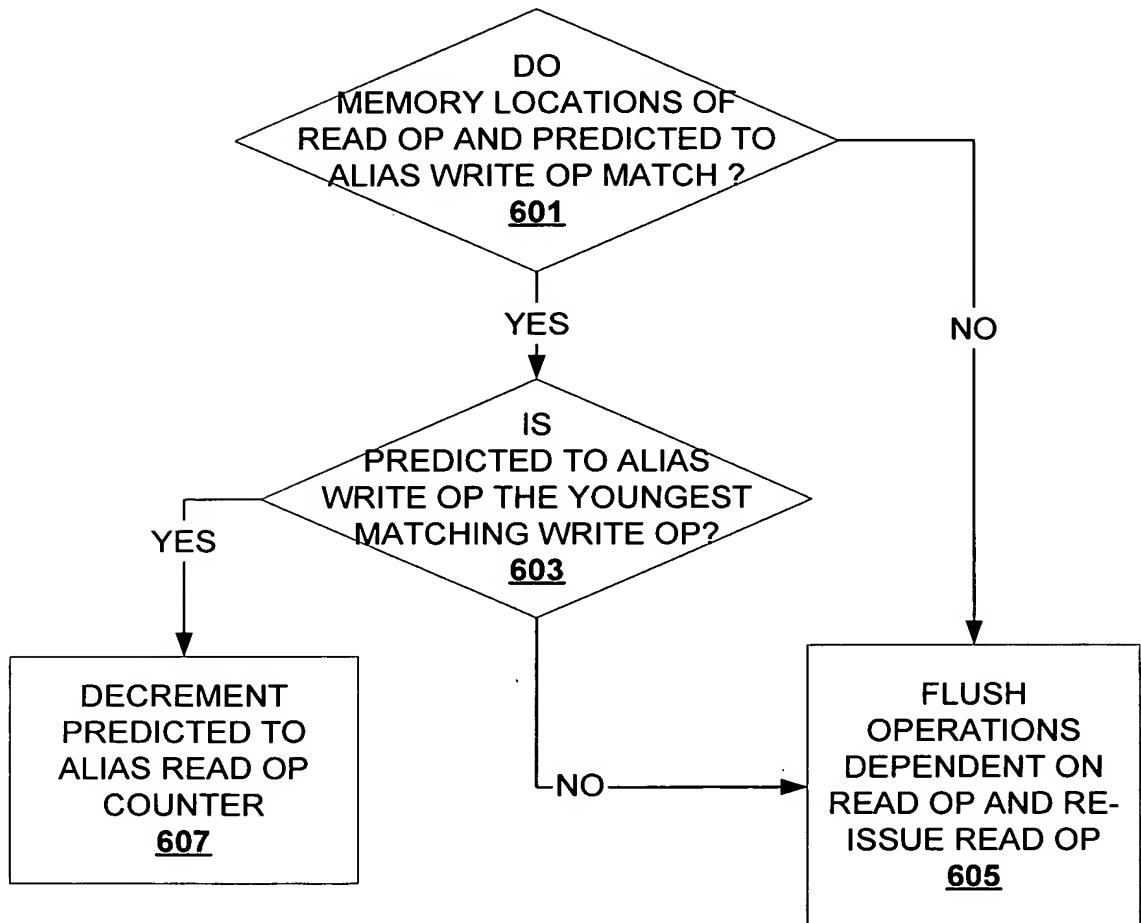 DO
MEMORY LOCATIONS OF
READ OP AND PREDICTED TO
ALIAS WRITE OP MATCH ?
601
YES
NO
IS
PREDICTED TO ALIAS
WRITE OP THE YOUNGEST
MATCHING WRITE OP?
603
YES
NO
DECREMENT
PREDICTED TO
ALIAS READ OP
COUNTER
607
FLUSH
OPERATIONS
DEPENDENT ON
READ OP AND RE-
ISSUE READ OP
605